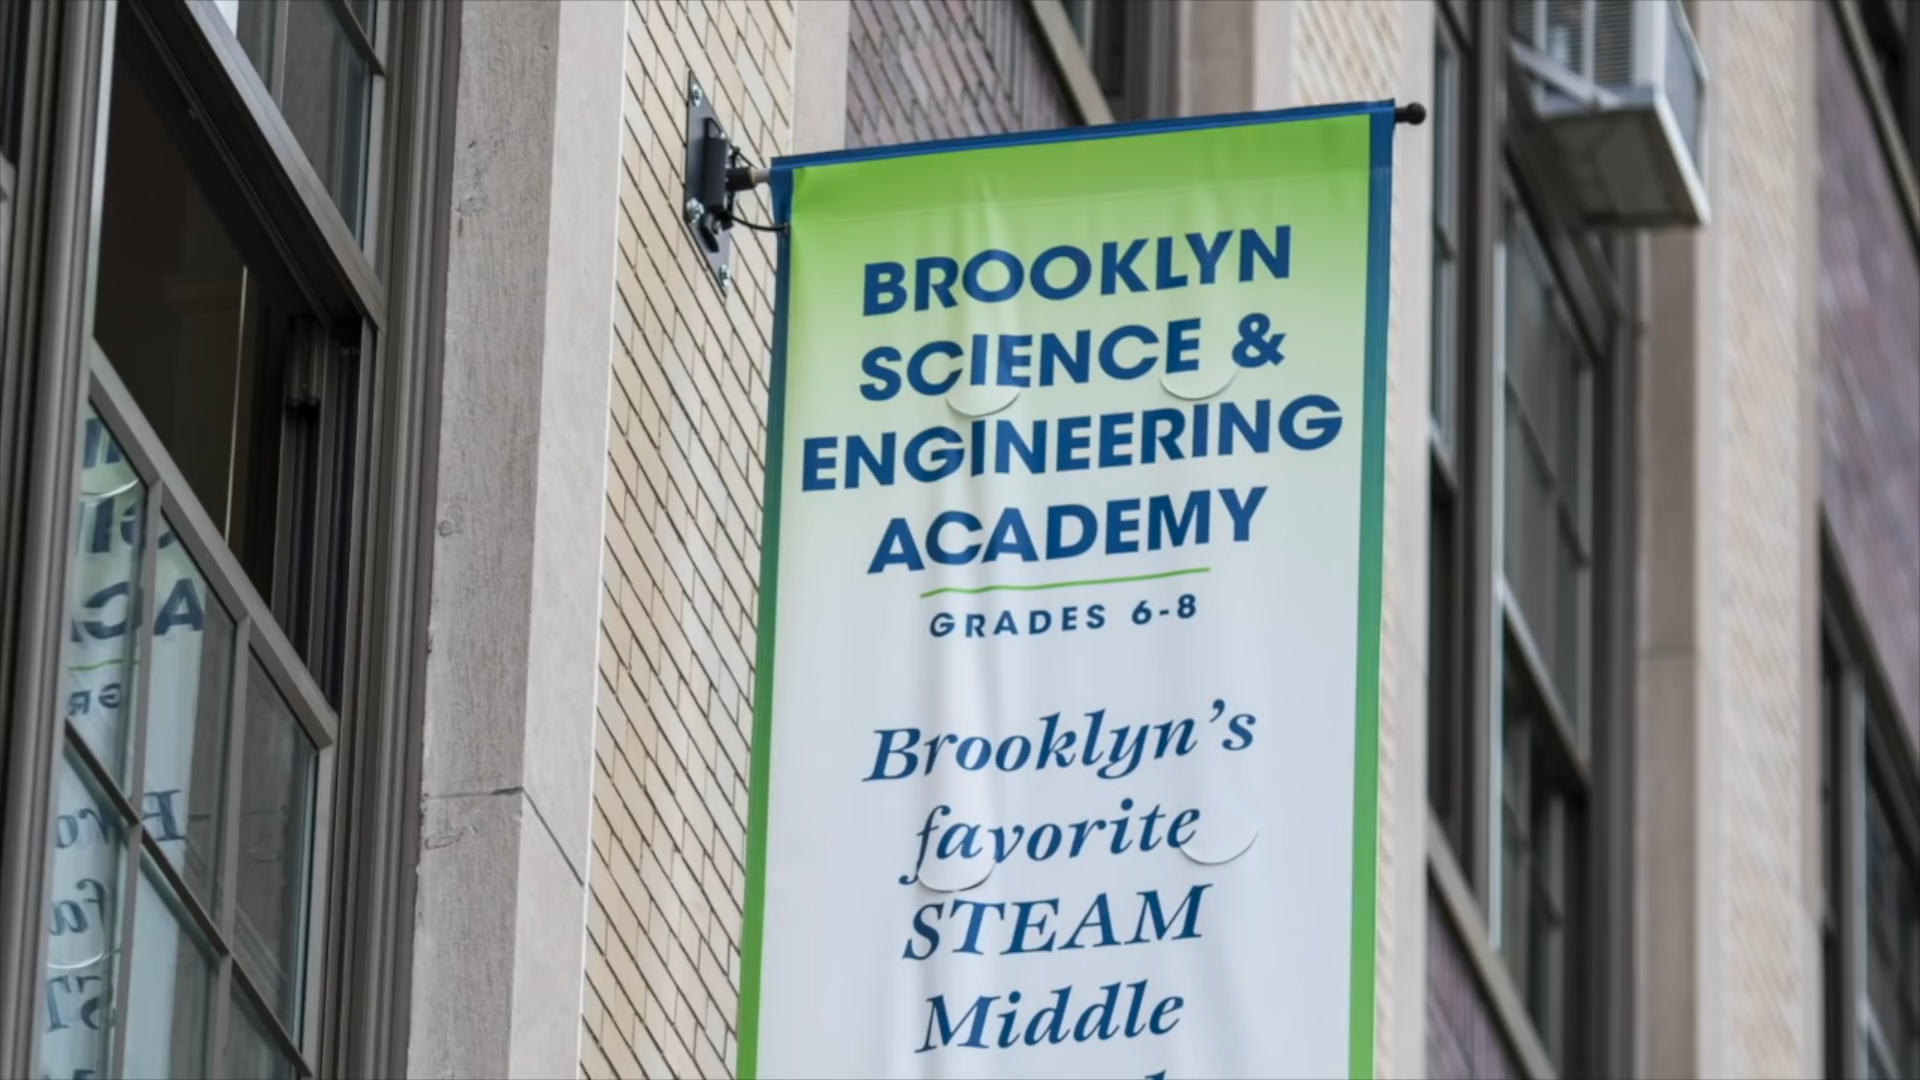 BROOKLYN
SCIENCE &
ENGINEERING
ACADEMY
GRADES 6-8
Brooklyn's
favorite
STEAM
Middle